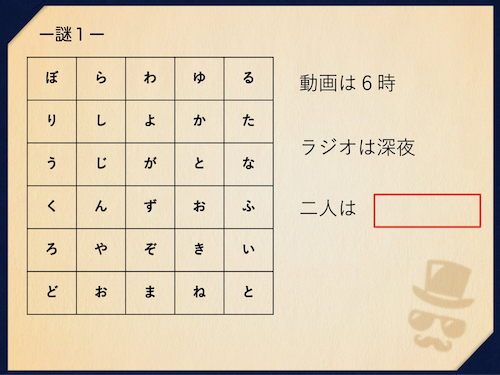 ー謎１ー
ぼ ら わ ゆ る
り し よ か た
う じ が と な
く ん ず お ふ
ろ や ぞ き い
ど お ま ね と
動画は６時
ラジオは深夜
二人は